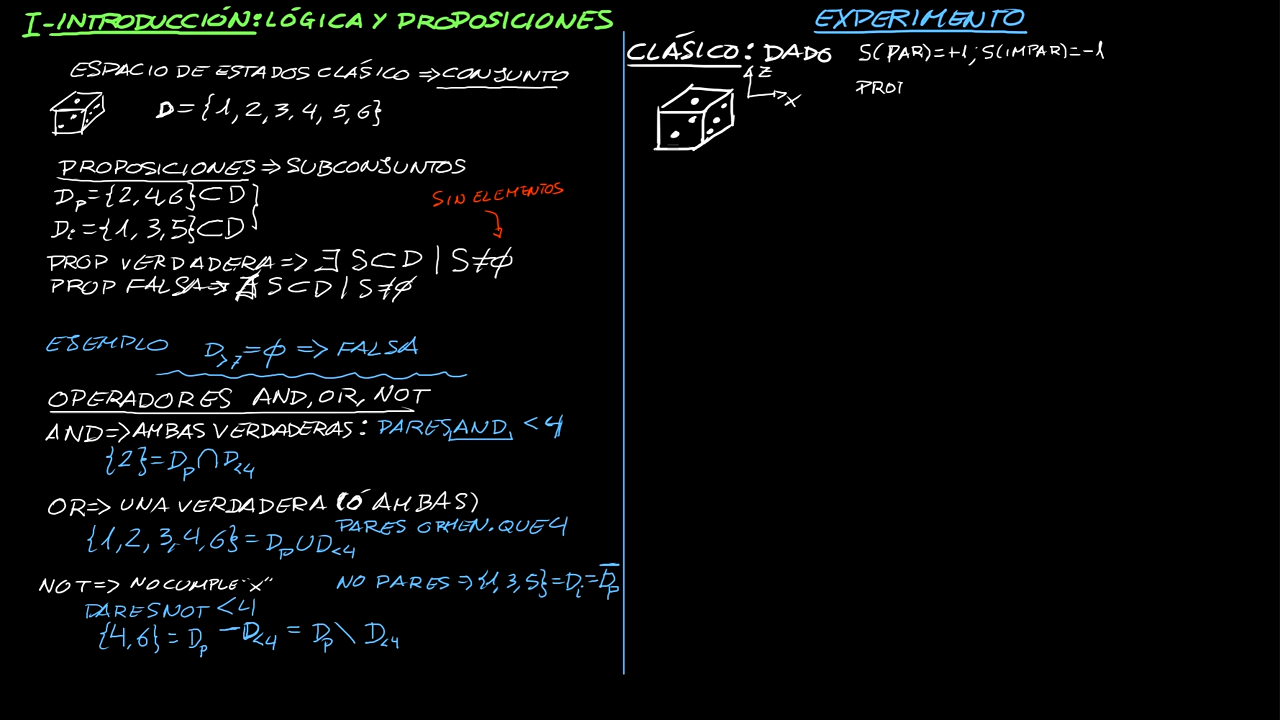 I-INTRODUCCIÓN: LÓGICA Y PROPOSICIONES
ESPACIO DE ESTADOS CLÁSICO => CONJUNTO
D = {1, 2, 3, 4, 5, 6}
PROPOSICIONES => SUBCONJUNTOS
Dp = {2, 4, 6} ⊂ D
Di = {1, 3, 5} ⊂ D
SIN ELEMENTOS
PROP VERDADERA => ∃ S ⊂ D | S ≠ ϕ
PROP FALSA => ∄ S ⊂ D | S ≠ ϕ
EJEMPLO D>7 = ϕ => FALSA
OPERADORES AND, OR, NOT
AND => AMBAS VERDADERAS: PARES AND < 4
{2} = Dp ∩ D<4
OR => UNA VERDADERA (Ó AMBAS)
PARES OR MEN. QUE 4
{1, 2, 3, 4, 6} = Dp ∪ D<4
NOT => NO CUMPLE "X" NO PARES => {1, 3, 5} = Di = D̅p
PARES NOT < 4
{4, 6} = Dp - D<4 = Dp \ D<4
EXPERIMENTO
CLÁSICO: DADO S(PAR)=+1; S(IMPAR)=-1
Z
X